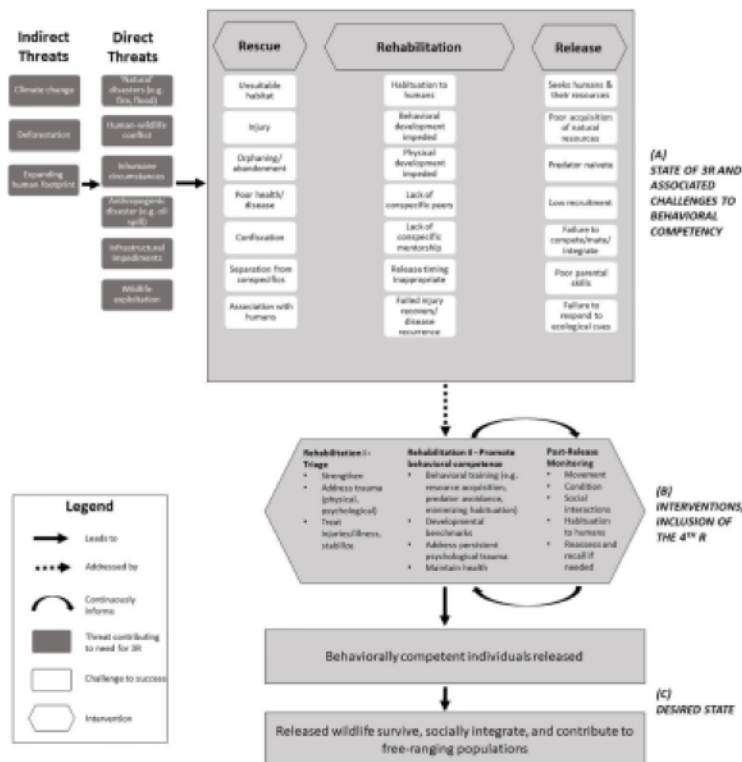 Indirect
Threats
Climate change
Deforestation
Expanding
human footprint
Direct
Threats
Natural
disasters (e.g.
fire, flood)
Human-wildlife
conflict
Inhumane
circumstances
Anthropogenic
disaster (e.g. oil
spill)
Infrastructural
impediments
Wildlife
exploitation
Rescue
Unsuitable
habitat
Injury
Orphaning/
abandonment
Poor health/
disease
Confiscation
Separation from
conspecifics
Association with
humans
Rehabilitation
Habituation to
humans
Behavioral
development
impeded
Physical
development
impeded
Lack of
conspecific peers
Lack of
conspecific
mentorship
Release timing
inappropriate
Failed injury
recovery/
disease
recurrence
Release
Seeks humans &
their resources
Poor acquisition
of natural
resources
Predator naivete
Low recruitment
Failure to
compete/mate/
integrate
Poor parental
skills
Failure to
respond to
ecological cues
(A)
STATE OF 3R AND
ASSOCIATED
CHALLENGES TO
BEHAVIORAL
COMPETENCY
Rehabilitation I -
Triage
• Strengthen
• Address trauma
(physical,
psychological)
• Treat
injuries/illness,
stabilize
Rehabilitation II - Promote
behavioral competence
• Behavioral training (e.g.,
resource acquisition,
predator avoidance,
minimizing habituation)
• Developmental
benchmarks
• Address persistent
psychological trauma
• Maintain health
Post-Release
Monitoring
• Movement
• Condition
• Social
interactions
• Habituation
to humans
• Reassess and
recall if
needed
(B)
INTERVENTIONS,
INCLUSION OF
THE 4TH R
Legend
Leads to
Addressed by
Continuously
informs
Threat contributing
to need for 3R
Challenge to success
Intervention
Behaviorally competent individuals released
(C)
DESIRED STATE
Released wildlife survive, socially integrate, and contribute to
free-ranging populations